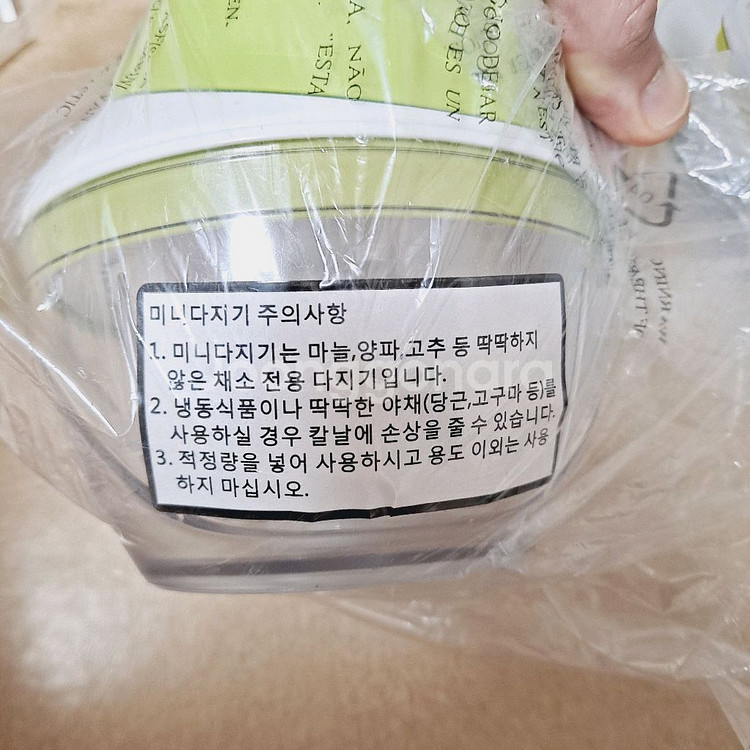 EN.
"ESTA
A, NÃO
É UN
미니다지기 주의사항
1. 미니다지기는 마늘,양파,고추 등 딱딱하지
않은 채소 전용 다지기입니다.
2. 냉동식품이나 딱딱한 야채(당근,고구마 등)를
사용하실 경우 칼날에 손상을 줄 수 있습니다.
3. 적정량을 넣어 사용하시고 용도 이외는 사용
하지 마십시오.